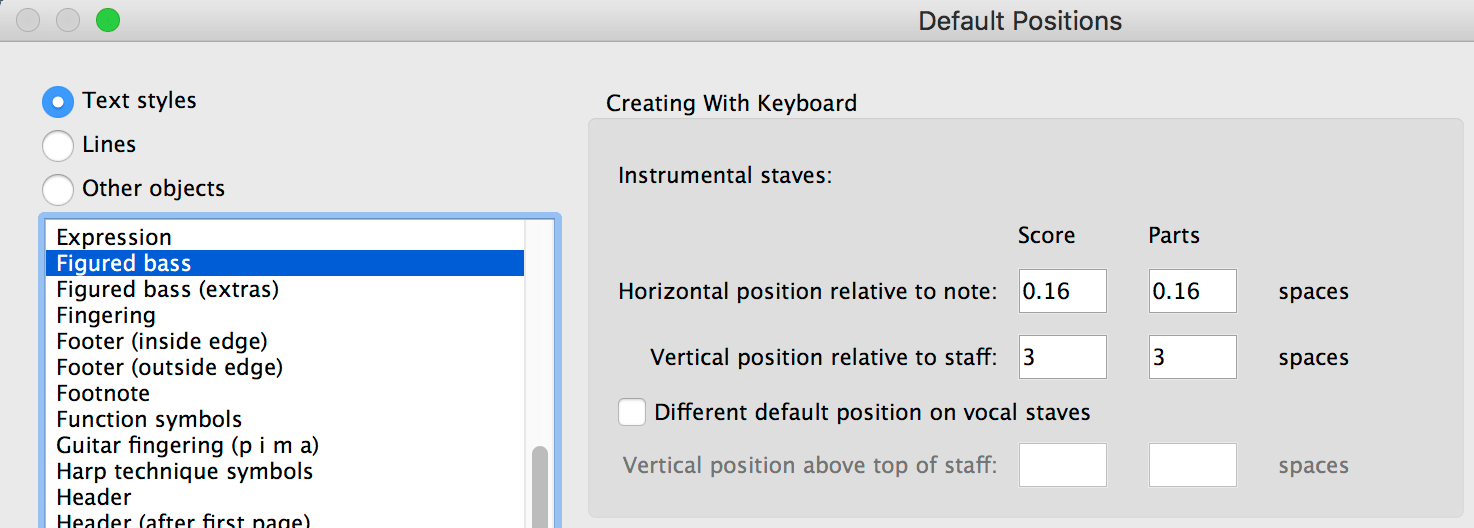 Default Positions
Text styles
Lines
Other objects
Expression
Figured bass
Figured bass (extras)
Fingering
Footer (inside edge)
Footer (outside edge)
Footnote
Function symbols
Guitar fingering (p i m a)
Harp technique symbols
Header
Header (after first page)
Creating With Keyboard
Instrumental staves:
Score Parts
Horizontal position relative to note: 0.16 0.16 spaces
Vertical position relative to staff: 3 3 spaces
Different default position on vocal staves
Vertical position above top of staff: spaces